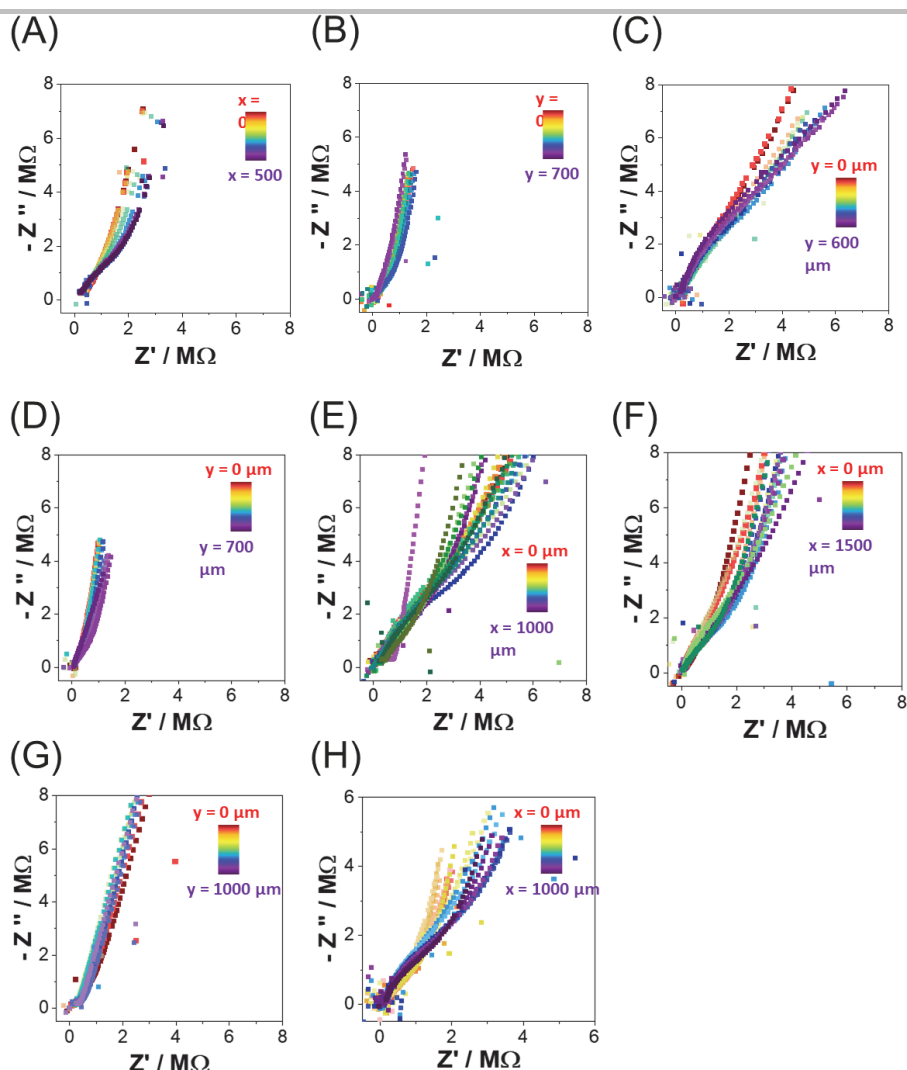 (A)
8
6
4
2
0
- Z '' / MΩ
0 2 4 6 8
Z' / MΩ
x =
0
x = 500
(B)
8
6
4
2
0
- Z '' / MΩ
0 2 4 6 8
Z' / MΩ
y =
0
y = 700
(C)
8
6
4
2
0
- Z '' / MΩ
0 2 4 6 8
Z' / MΩ
y = 0 µm
y = 600
µm
(D)
8
6
4
2
0
- Z '' / MΩ
0 2 4 6 8
Z' / MΩ
y = 0 µm
y = 700
µm
(E)
8
6
4
2
0
- Z '' / MΩ
0 2 4 6 8
Z' / MΩ
x = 0 µm
x = 1000
µm
(F)
8
6
4
2
0
- Z '' / MΩ
0 2 4 6 8
Z' / MΩ
x = 0 µm
x = 1500
µm
(G)
8
6
4
2
0
- Z '' / MΩ
0 2 4 6 8
Z' / MΩ
y = 0 µm
y = 1000 µm
(H)
6
4
2
0
- Z '' / MΩ
0 2 4 6
Z' / MΩ
x = 0 µm
x = 1000 µm